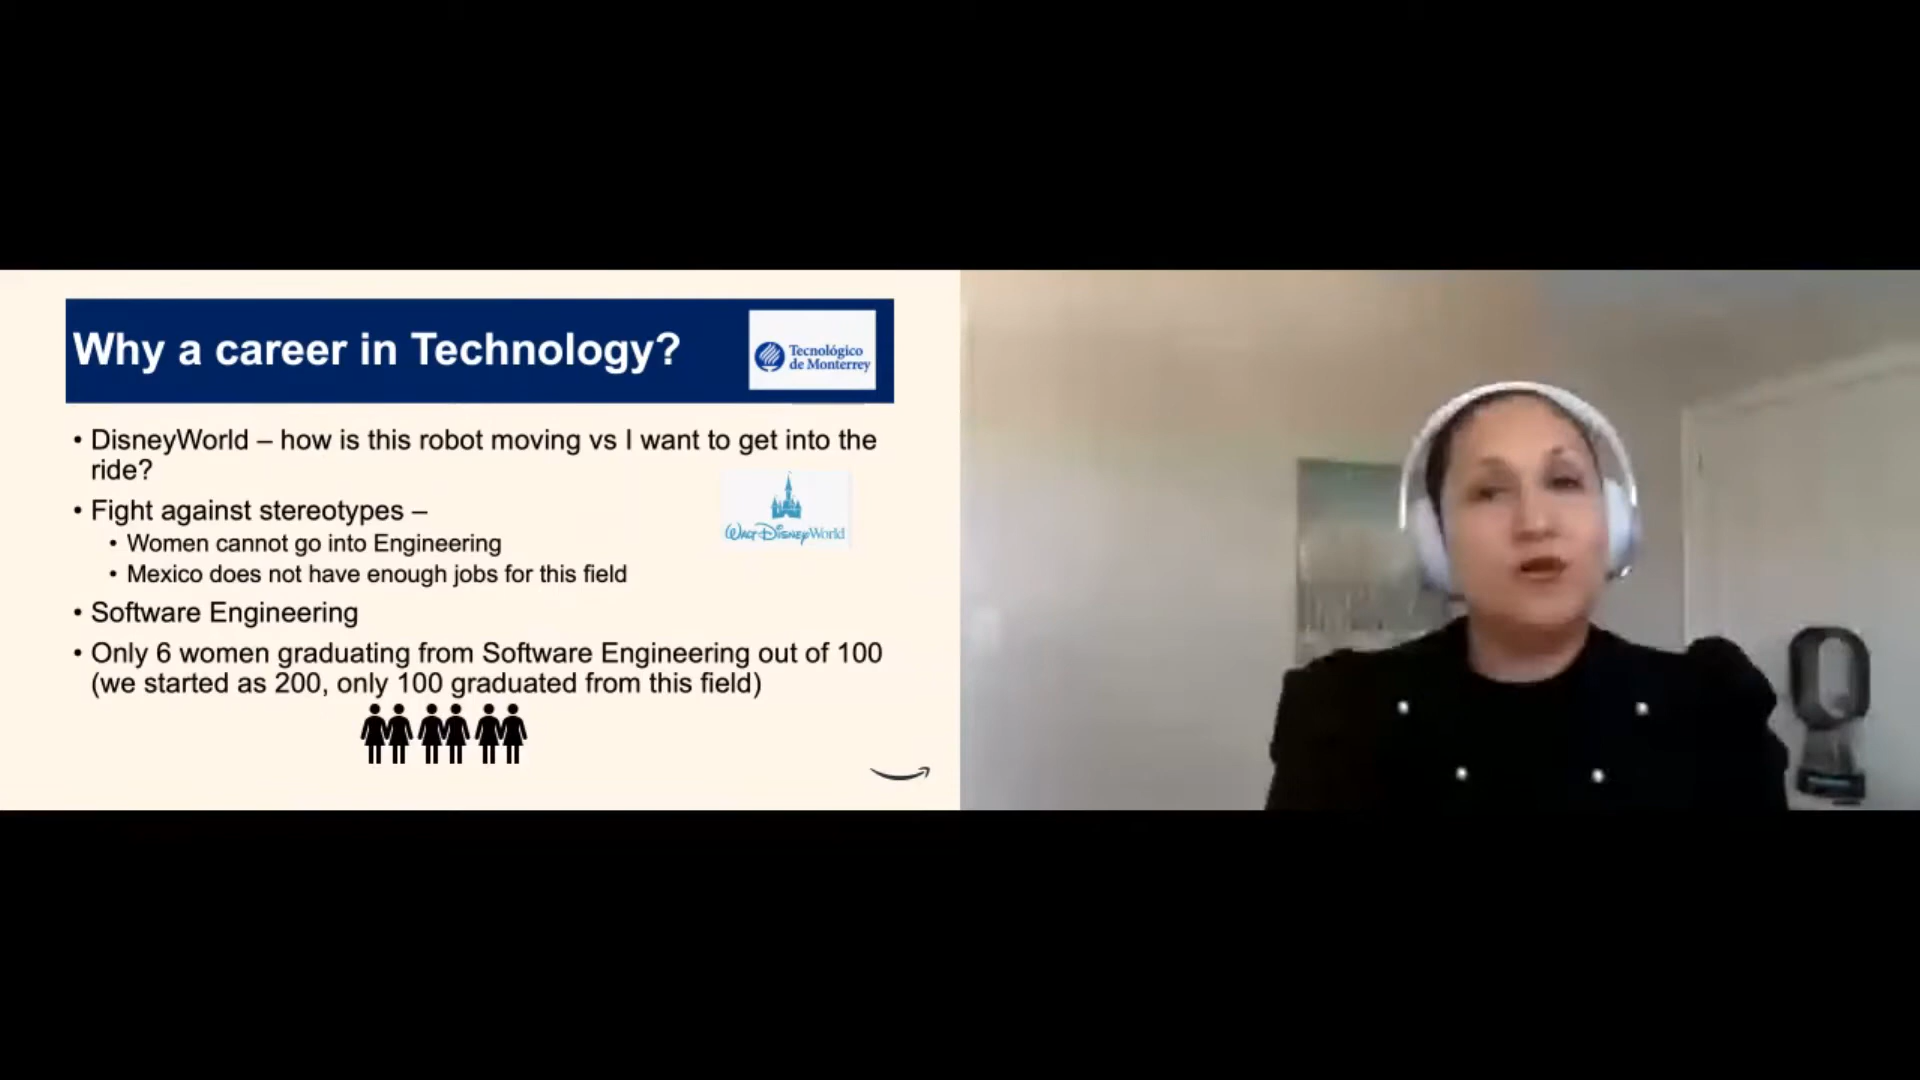 Why a career in Technology?
Tecnológico
de Monterrey
• DisneyWorld – how is this robot moving vs I want to get into the
ride?
• Fight against stereotypes –
• Women cannot go into Engineering
• Mexico does not have enough jobs for this field
WALT DISNEY World
• Software Engineering
• Only 6 women graduating from Software Engineering out of 100
(we started as 200, only 100 graduated from this field)